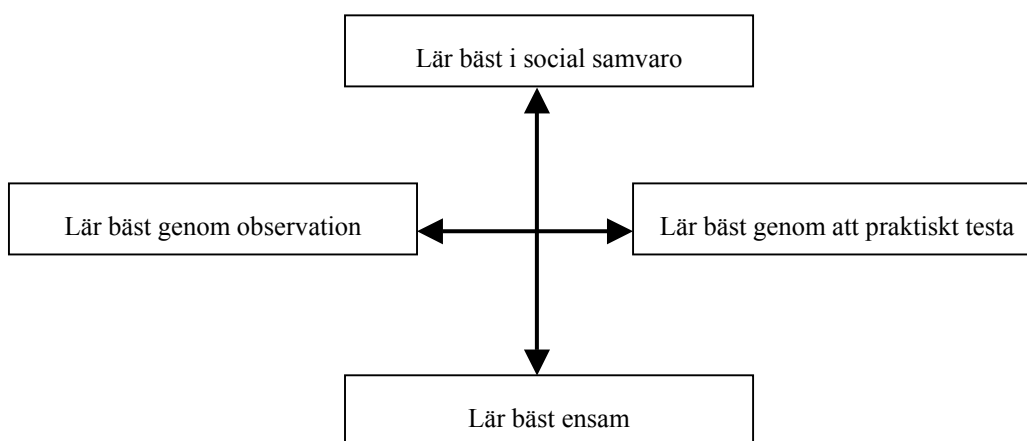 Lär bäst i social samvaro
Lär bäst genom observation
Lär bäst genom att praktiskt testa
Lär bäst ensam